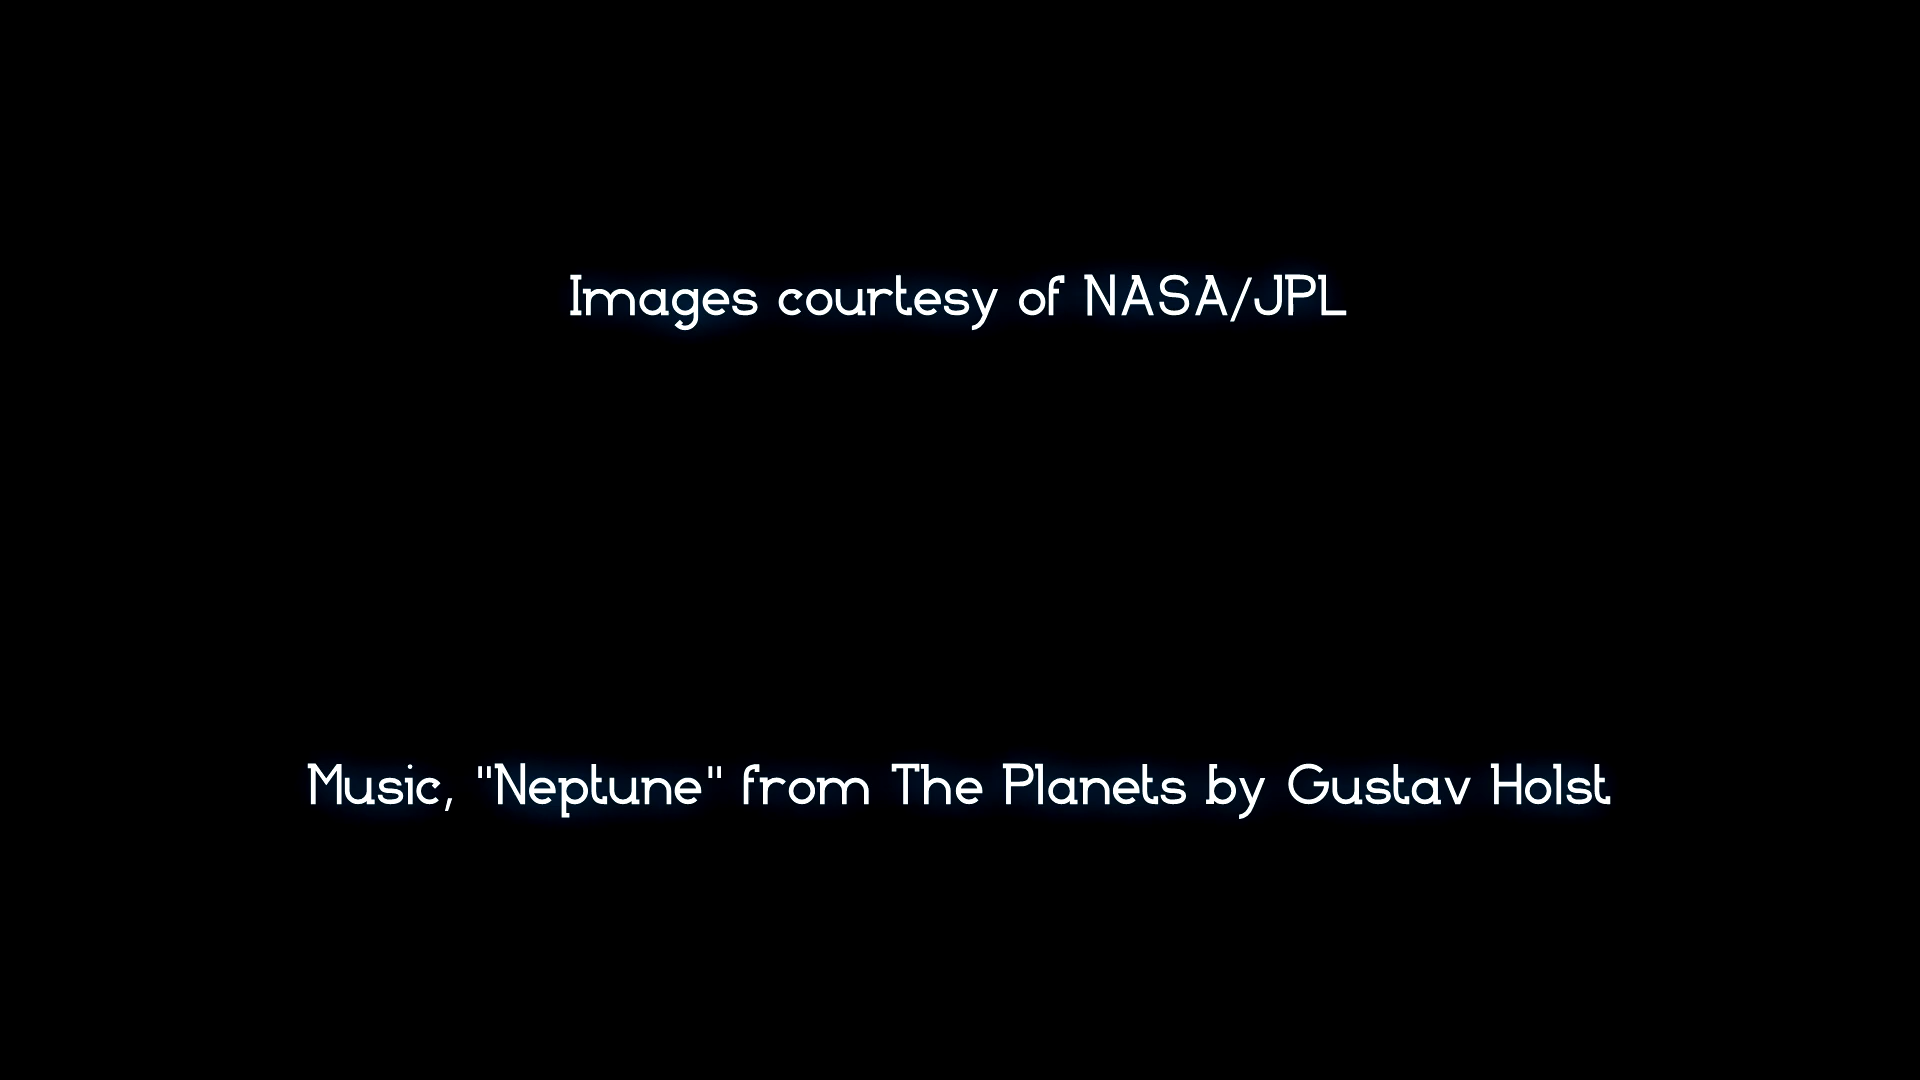 Images courtesy of NASA/JPL
Music, "Neptune" from The Planets by Gustav Holst